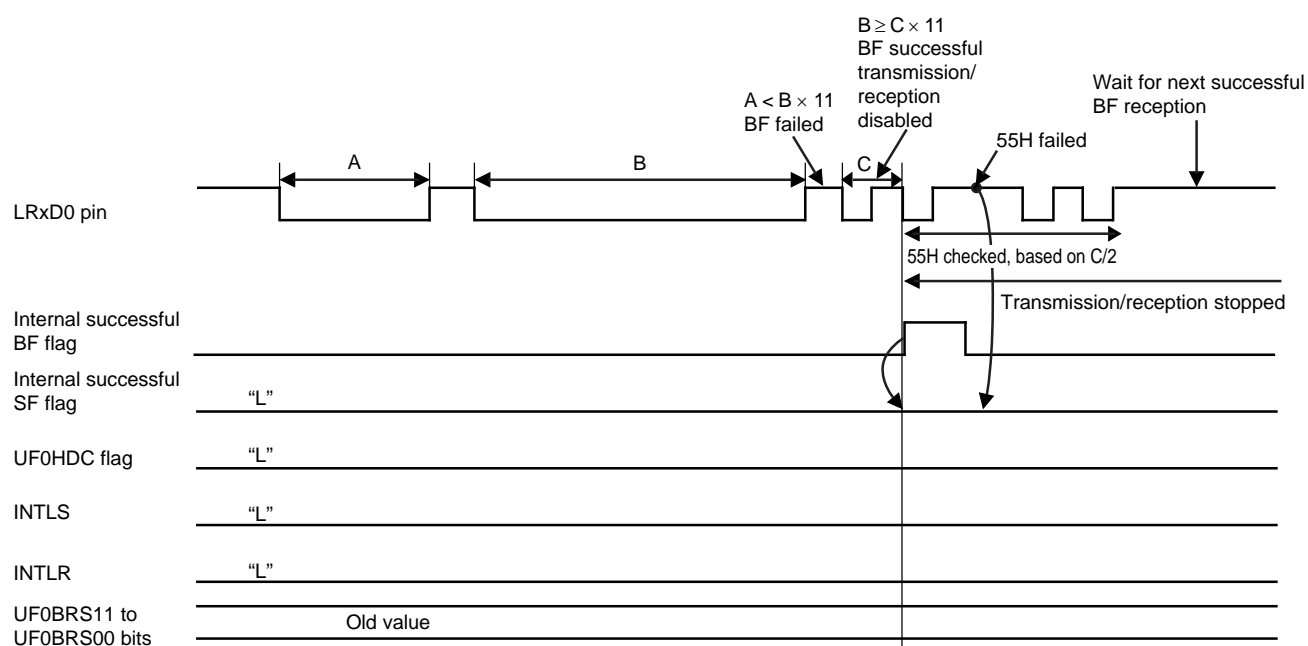 B ≥ C × 11
BF successful
transmission/
reception
disabled
A < B × 11
BF failed
Wait for next successful
BF reception
55H failed
A
B
C
LRxD0 pin
55H checked, based on C/2
Transmission/reception stopped
Internal successful
BF flag
Internal successful
SF flag
“L”
UF0HDC flag
“L”
INTLS
“L”
INTLR
“L”
UF0BRS11 to
UF0BRS00 bits
Old value